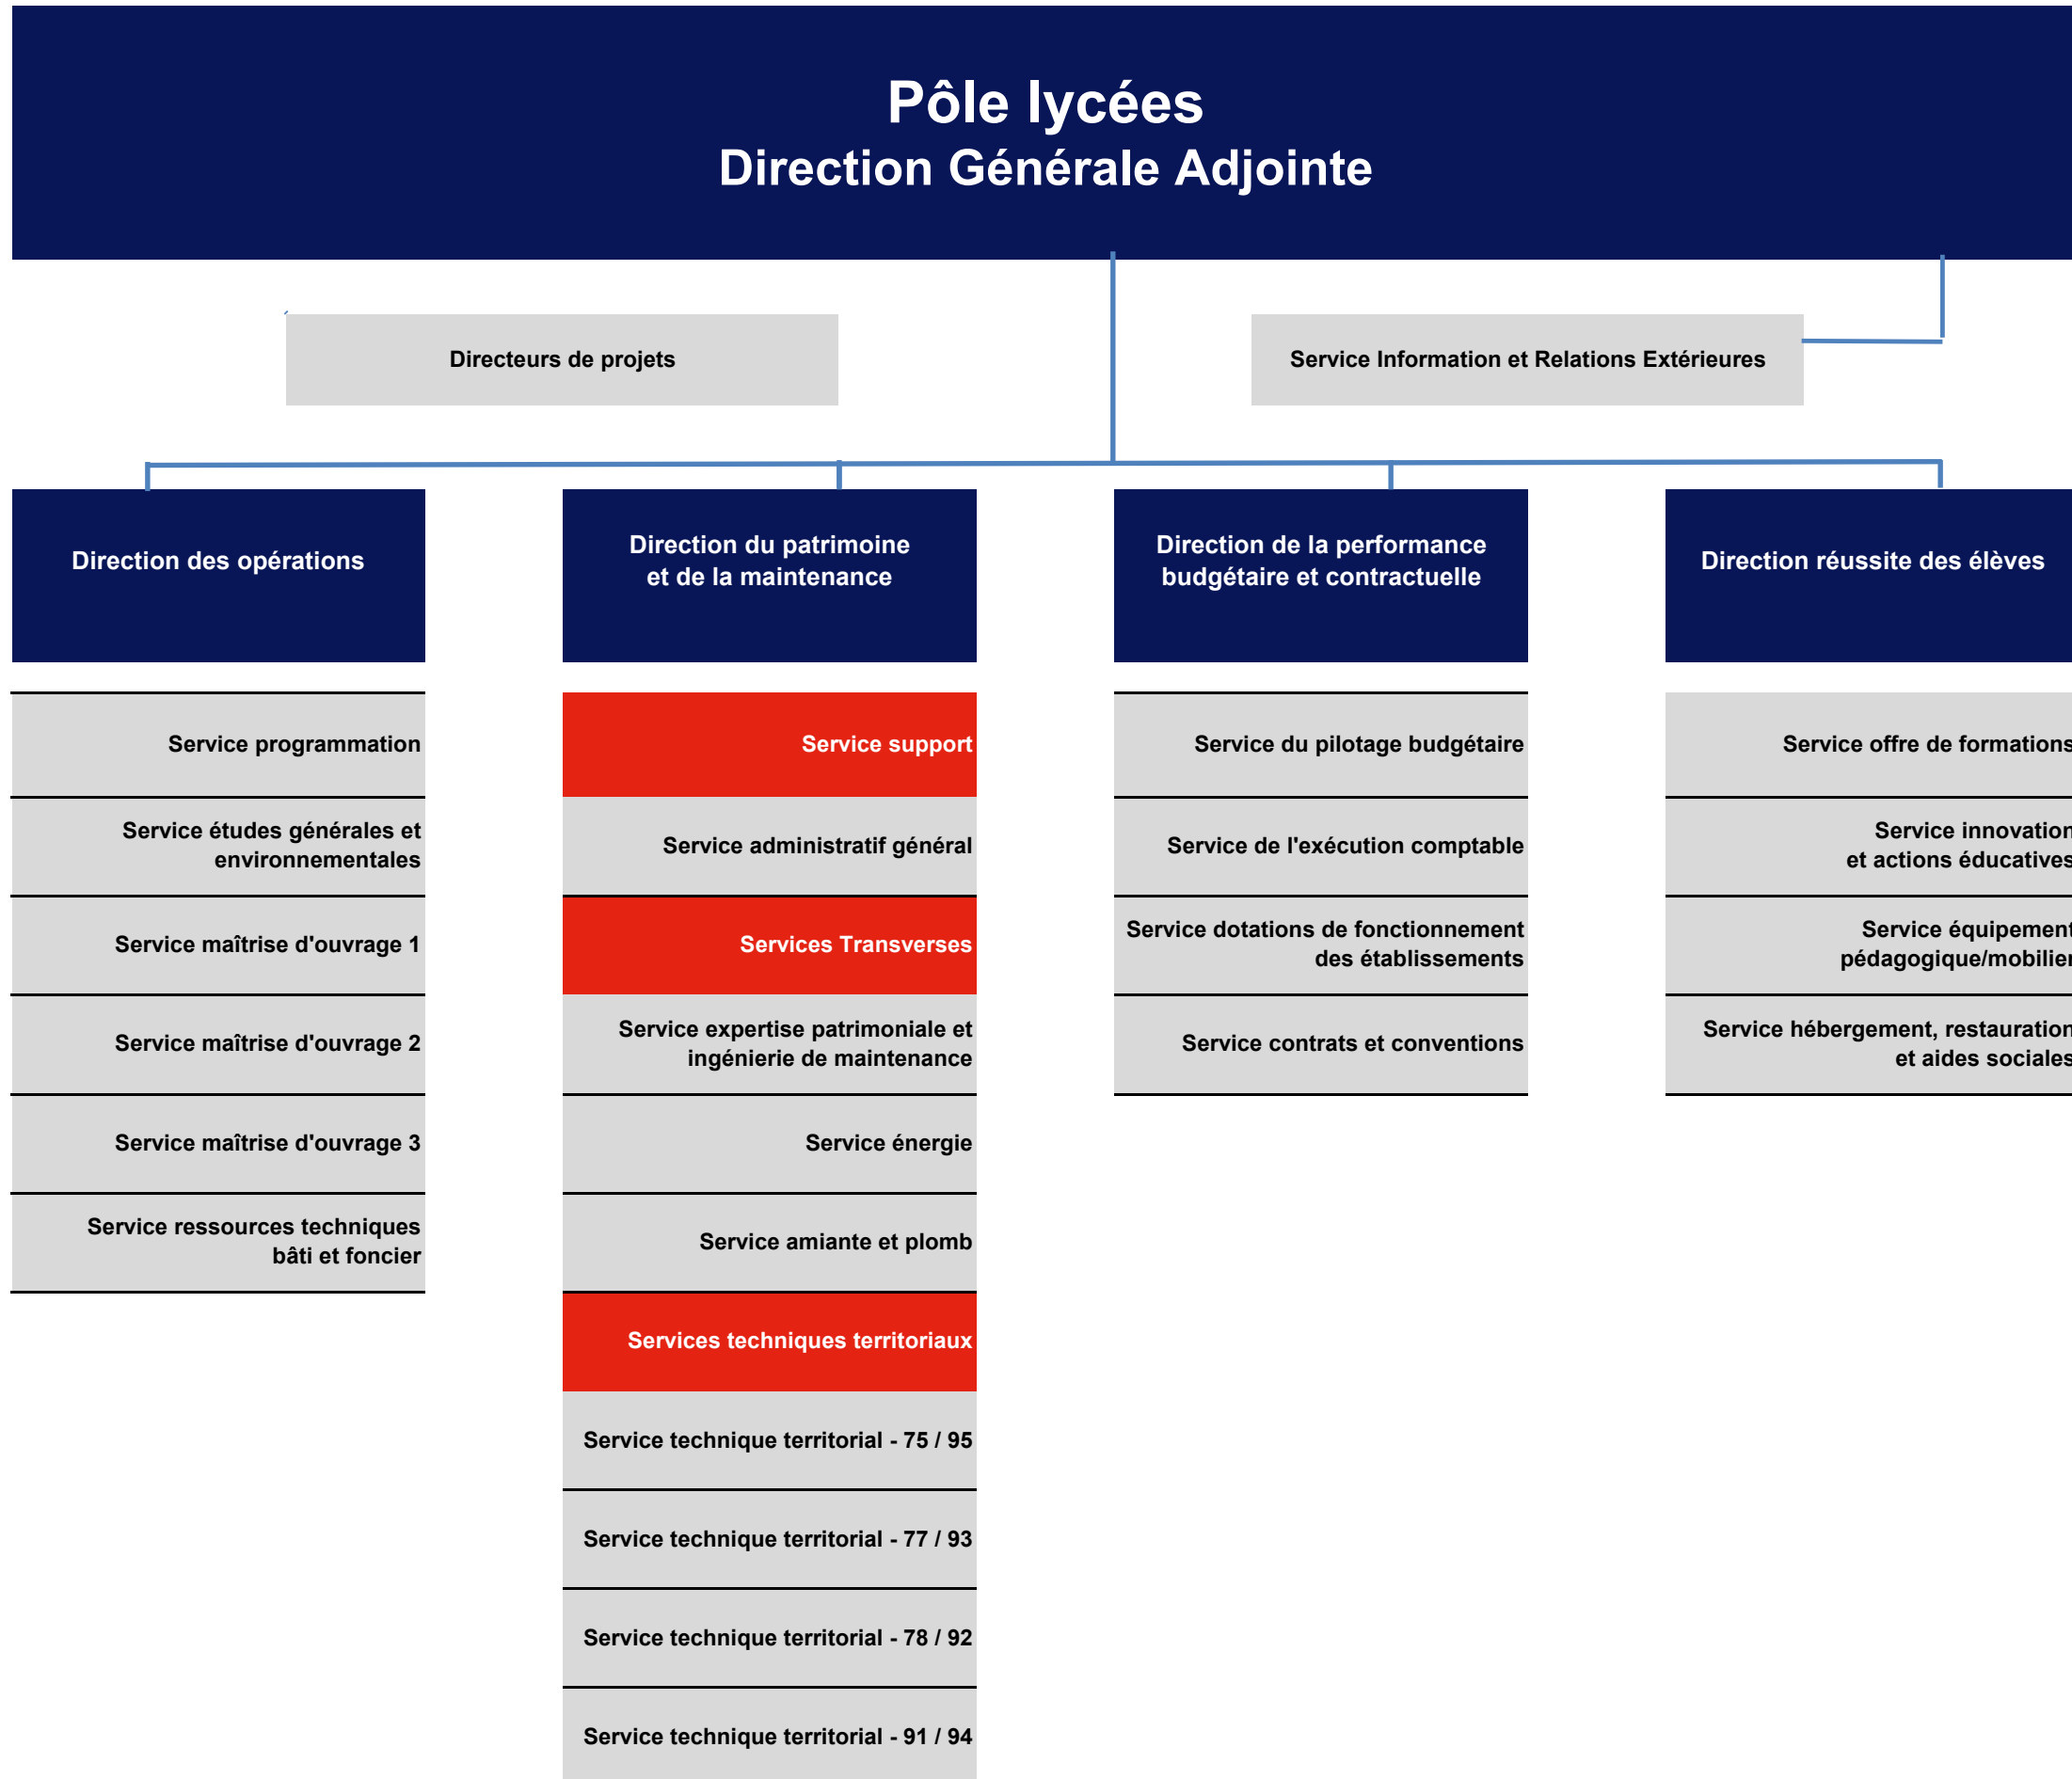 Pôle lycées
Direction Générale Adjointe
Directeurs de projets
Service Information et Relations Extérieures
Direction des opérations
Direction du patrimoine
et de la maintenance
Direction de la performance
budgétaire et contractuelle
Direction réussite des élèves
Service programmation
Service études générales et
environnementales
Service maîtrise d'ouvrage 1
Service maîtrise d'ouvrage 2
Service maîtrise d'ouvrage 3
Service ressources techniques
bâti et foncier
Service support
Service administratif général
Services Transverses
Service expertise patrimoniale et
ingénierie de maintenance
Service énergie
Service amiante et plomb
Services techniques territoriaux
Service technique territorial - 75 / 95
Service technique territorial - 77 / 93
Service technique territorial - 78 / 92
Service technique territorial - 91 / 94
Service du pilotage budgétaire
Service de l'exécution comptable
Service dotations de fonctionnement
des établissements
Service contrats et conventions
Service offre de formations
Service innovation
et actions éducatives
Service équipement
pédagogique/mobilier
Service hébergement, restauration
et aides sociales